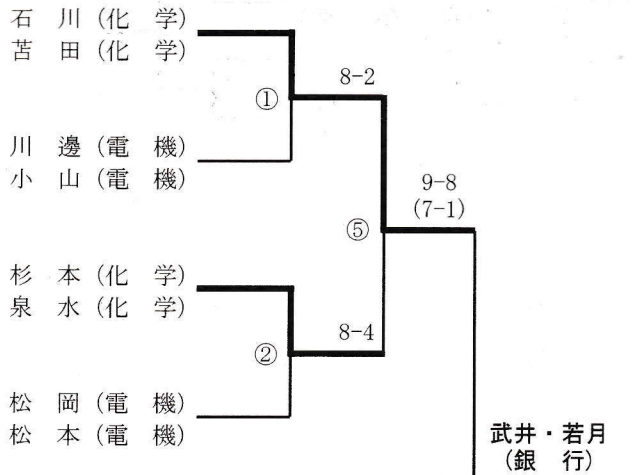 石 川 (化 学)
苫 田 (化 学)
8-2
①
川 邊 (電 機)
小 山 (電 機)
9-8
(7-1)
⑤
杉 本 (化 学)
泉 水 (化 学)
8-4
②
松 岡 (電 機)
松 本 (電 機)
武井・若月
(銀 行)